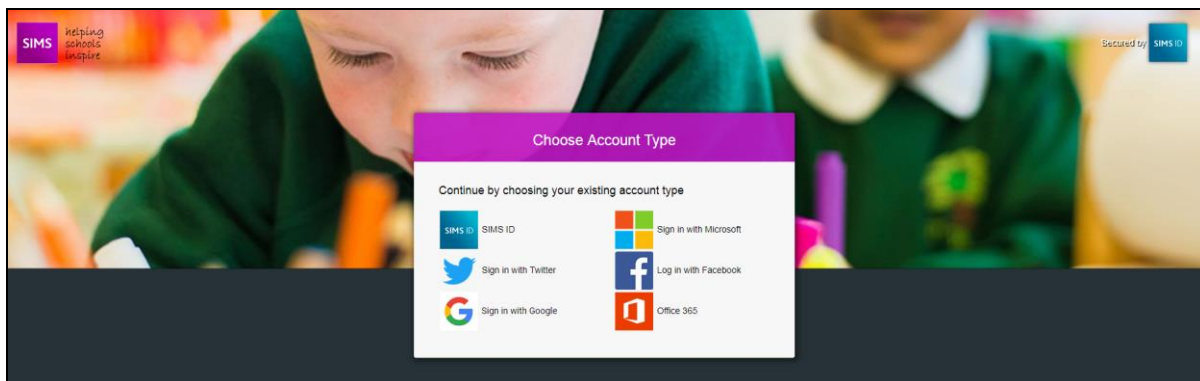 SIMS
helping
schools
inspire
Secured by SIMS ID
Choose Account Type
Continue by choosing your existing account type
SIMS ID SIMS ID
Sign in with Microsoft
Sign in with Twitter
Log in with Facebook
Sign in with Google
Office 365